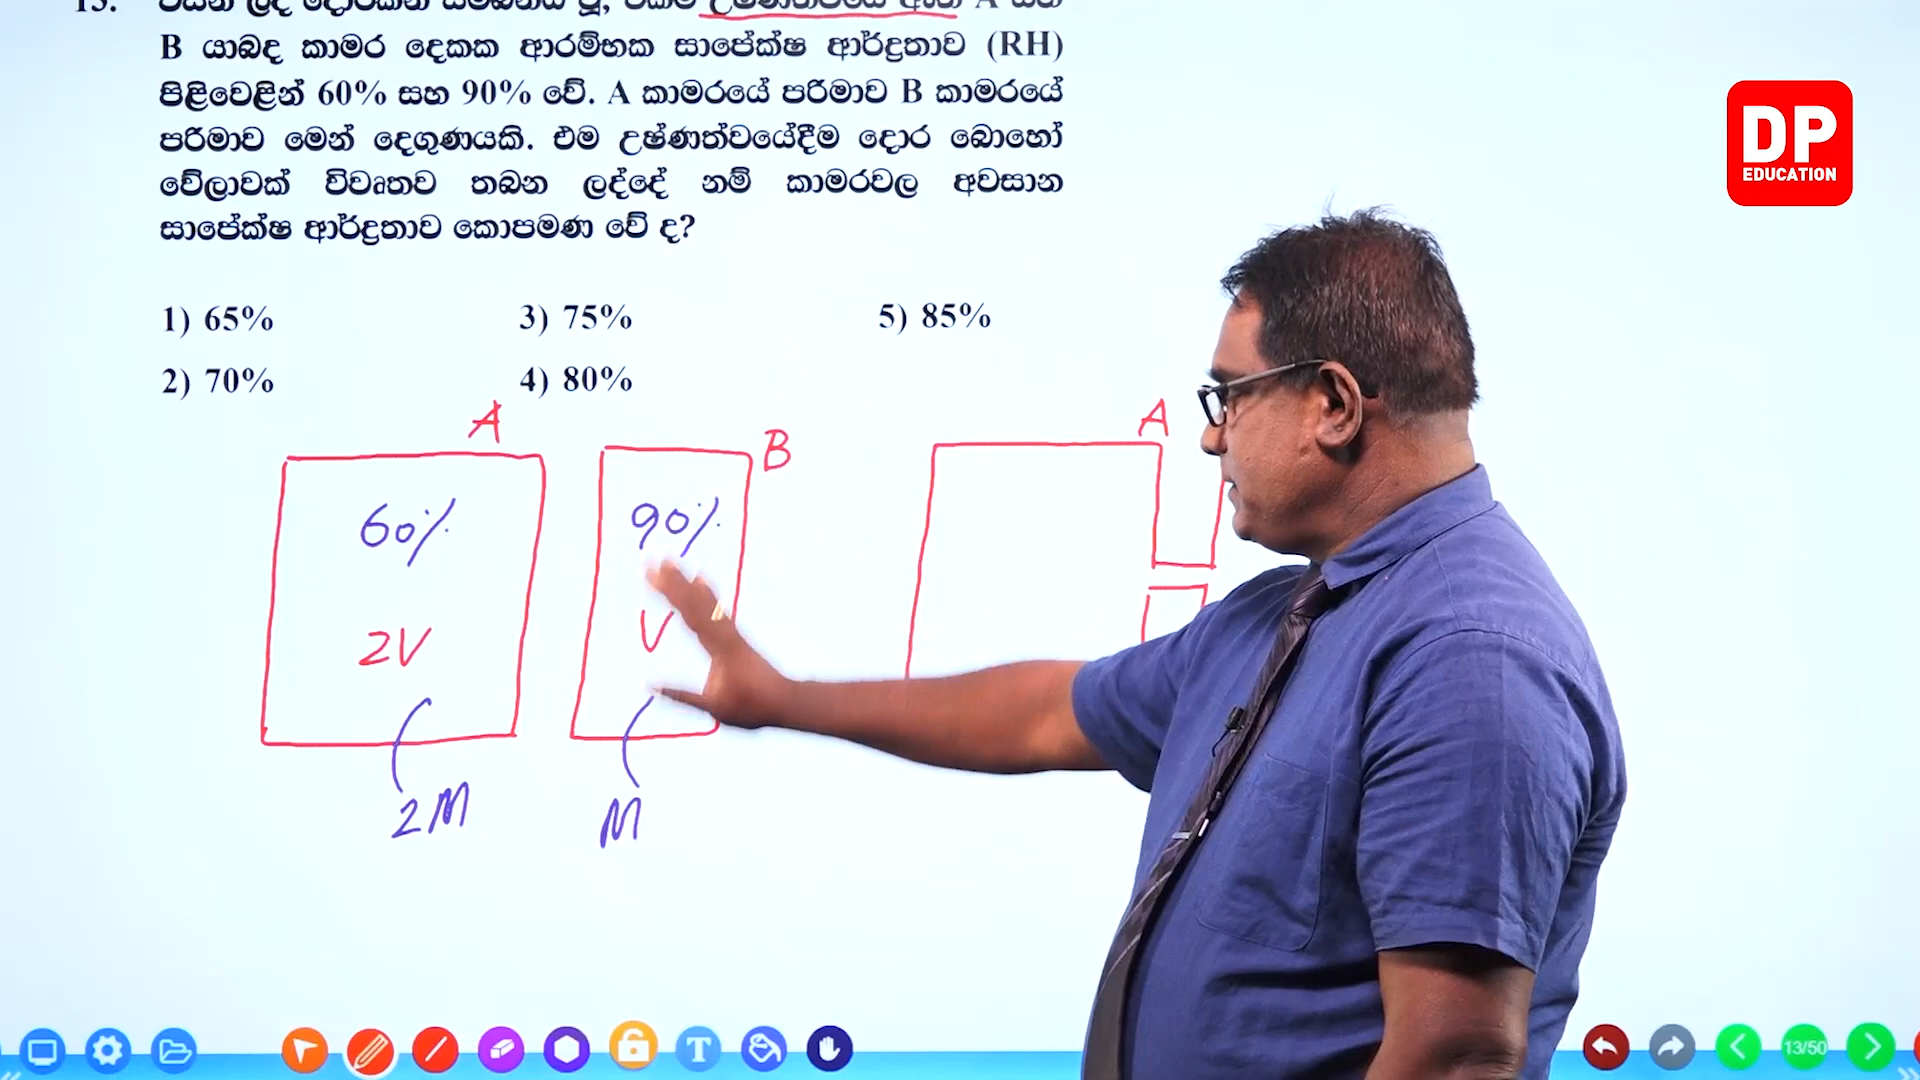 B යාබද කාමර දෙකක ආරම්භක සාපේක්ෂ ආර්ද්‍රතාව (RH)
පිළිවෙළින් 60% සහ 90% වේ. A කාමරයේ පරිමාව B කාමරයේ
පරිමාව මෙන් දෙගුණයකි. එම උෂ්ණත්වයේදීම දොර බොහෝ
වේලාවක් විවෘතව තබන ලද්දේ නම් කාමරවල අවසාන
සාපේක්ෂ ආර්ද්‍රතාව කොපමණ වේ ද?
1) 65% 3) 75% 5) 85%
2) 70% 4) 80%
A B A
60% 90%
2V V
2M M
DP
EDUCATION
T
13/50